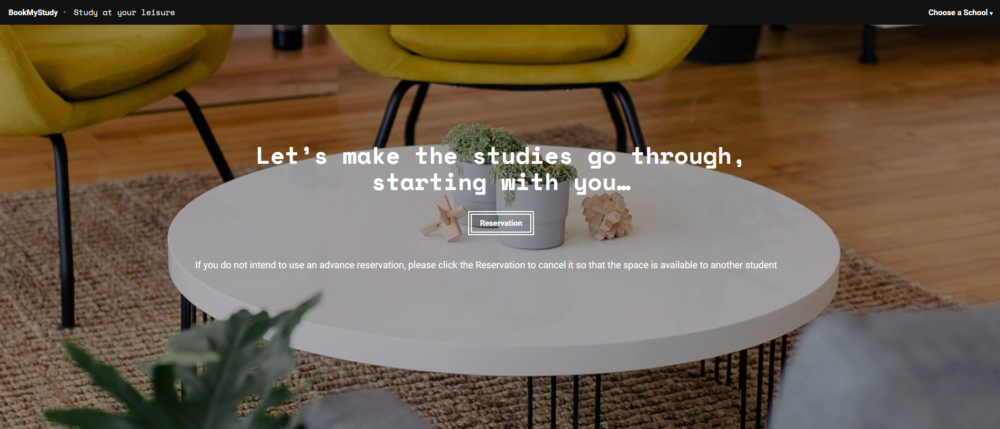 BookMyStudy • Study at your leisure Choose a School ▾
Let’s make the studies go through,
starting with you…
Reservation
If you do not intend to use an advance reservation, please click the Reservation to cancel it so that the space is available to another student